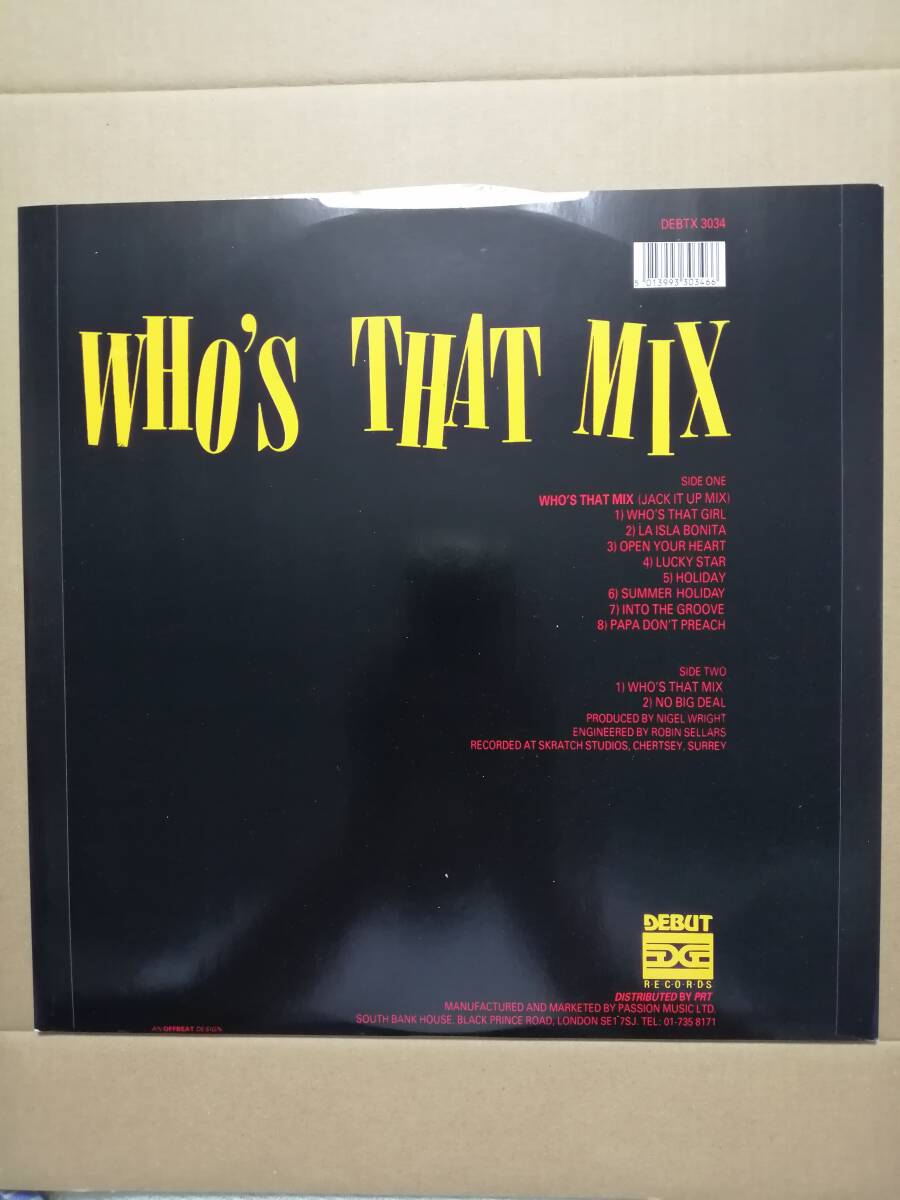 DEBTX 3034
5 013993 303466
WHO'S THAT MIX
SIDE ONE
WHO'S THAT MIX (JACK IT UP MIX)
1) WHO'S THAT GIRL
2) LA ISLA BONITA
3) OPEN YOUR HEART
4) LUCKY STAR
5) HOLIDAY
6) SUMMER HOLIDAY
7) INTO THE GROOVE
8) PAPA DON'T PREACH
SIDE TWO
1) WHO'S THAT MIX
2) NO BIG DEAL
PRODUCED BY NIGEL WRIGHT
ENGINEERED BY ROBIN SELLARS
RECORDED AT SKRATCH STUDIOS, CHERTSEY, SURREY
DEBUT
EDGE
RECORDS
DISTRIBUTED BY PRT
MANUFACTURED AND MARKETED BY PASSION MUSIC LTD.
SOUTH BANK HOUSE, BLACK PRINCE ROAD, LONDON SE1 7SJ. TEL: 01-735 8171
AN OFFBEAT DESIGN